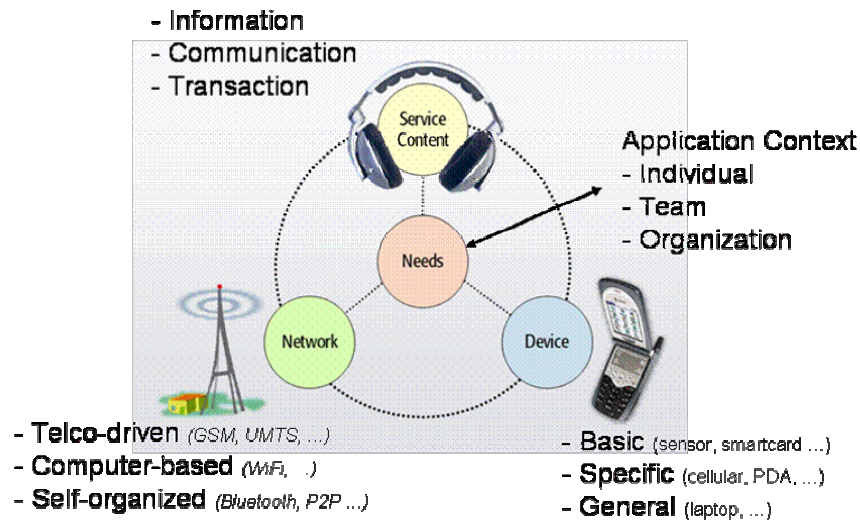 - Information
- Communication
- Transaction
Service
Content
Application Context
- Individual
- Team
- Organization
Needs
Network
Device
- Telco-driven (GSM, UMTS, ...)
- Computer-based (WiFi, .)
- Self-organized (Bluetooth, P2P ...)
- Basic (sensor, smartcard ...)
- Specific (cellular, PDA, ...)
- General (laptop, ...)